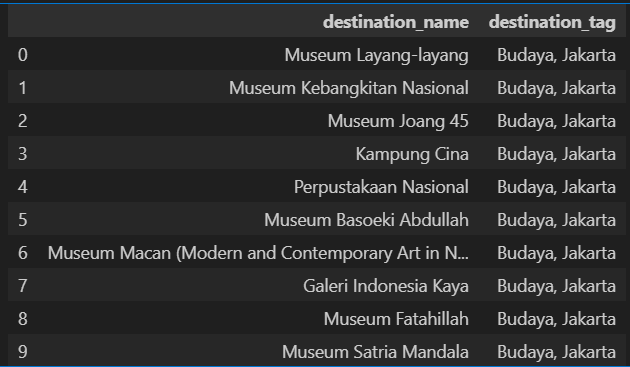 destination_name destination_tag
0 Museum Layang-layang Budaya, Jakarta
1 Museum Kebangkitan Nasional Budaya, Jakarta
2 Museum Joang 45 Budaya, Jakarta
3 Kampung Cina Budaya, Jakarta
4 Perpustakaan Nasional Budaya, Jakarta
5 Museum Basoeki Abdullah Budaya, Jakarta
6 Museum Macan (Modern and Contemporary Art in N... Budaya, Jakarta
7 Galeri Indonesia Kaya Budaya, Jakarta
8 Museum Fatahillah Budaya, Jakarta
9 Museum Satria Mandala Budaya, Jakarta